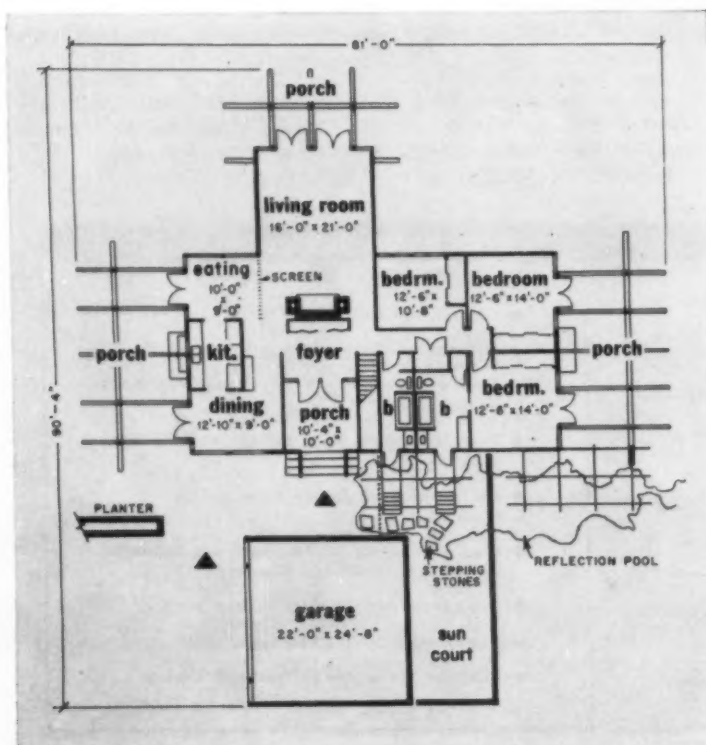 81'-0"
n
porch
living room
16'-0" x 21'-0"
eating
10'-0"
x
9'-0"
SCREEN
bedrm.
12'-6" x
10'-8"
bedroom
12'-6" x 14'-0"
porch
kit.
foyer
porch
90'-4"
dining
12'-10" x 9'-0"
porch
10'-4" x
10'-0"
b
b
bedrm.
12'-6" x 14'-0"
PLANTER
STEPPING
STONES
REFLECTION POOL
garage
22'-0" x 24'-8"
sun
court